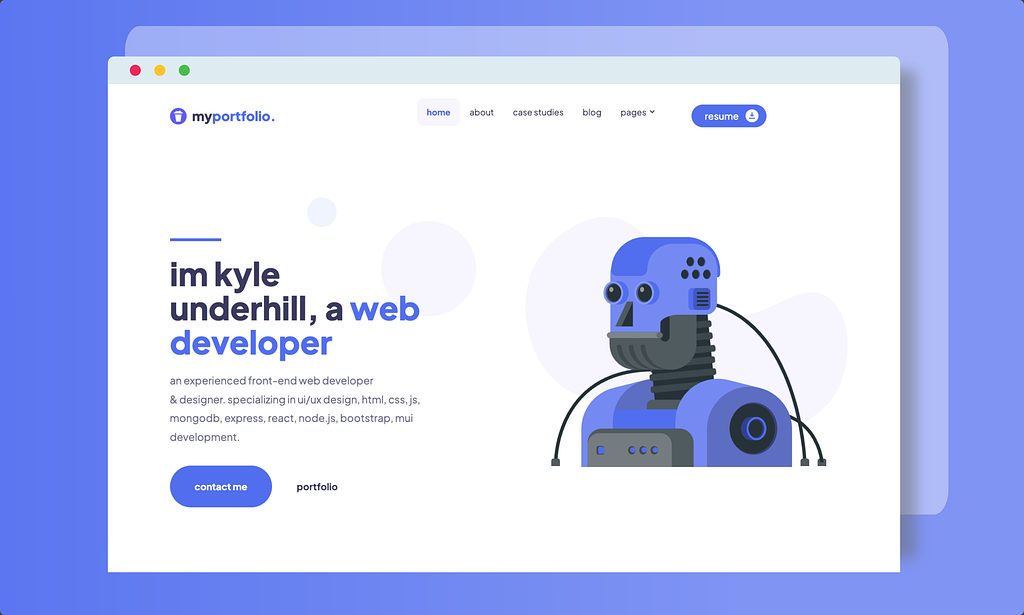 myportfolio.
home about case studies blog pages
resume
im kyle
underhill, a web
developer
an experienced front-end web developer
& designer. specializing in ui/ux design, html, css, js,
mongodb, express, react, node.js, bootstrap, mui
development.
contact me portfolio